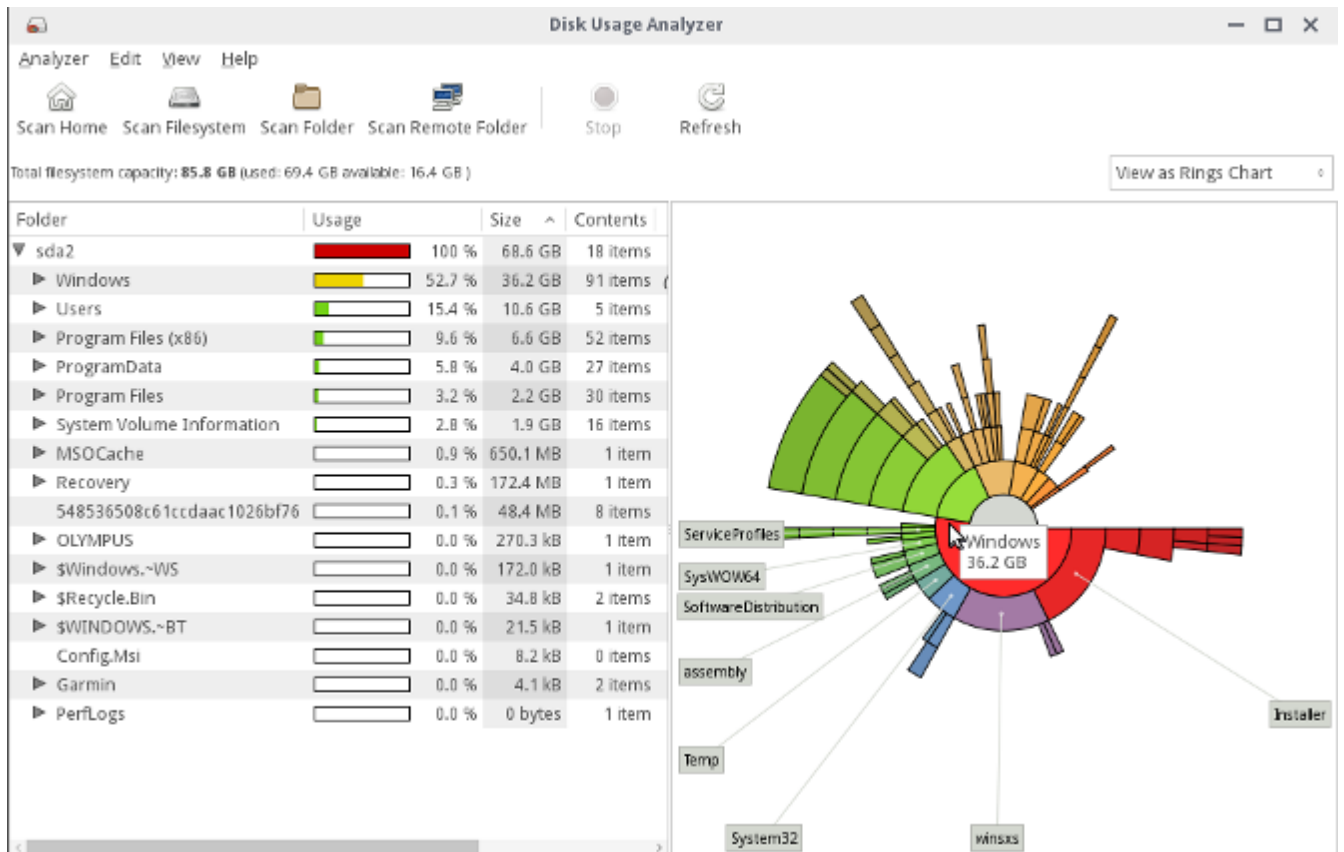 Disk Usage Analyzer
Analyzer Edit View Help
Scan Home Scan Filesystem Scan Folder Scan Remote Folder Stop Refresh
Total filesystem capacity: 85.8 GB (used: 69.4 GB available: 16.4 GB )
View as Rings Chart
Folder Usage Size Contents
sda2 100 % 68.6 GB 18 items
Windows 52.7 % 36.2 GB 91 items
Users 15.4 % 10.6 GB 5 items
Program Files (x86) 9.6 % 6.6 GB 52 items
ProgramData 5.8 % 4.0 GB 27 items
Program Files 3.2 % 2.2 GB 30 items
System Volume Information 2.8 % 1.9 GB 16 items
MSOCache 0.9 % 650.1 MB 1 item
Recovery 0.3 % 172.4 MB 1 item
548536508c61ccdaac1026bf76 0.1 % 48.4 MB 8 items
OLYMPUS 0.0 % 270.3 kB 1 item
$Windows.~WS 0.0 % 172.0 kB 1 item
$Recycle.Bin 0.0 % 34.8 kB 2 items
$WINDOWS.~BT 0.0 % 21.5 kB 1 item
Config.Msi 0.0 % 8.2 kB 0 items
Garmin 0.0 % 4.1 kB 2 items
PerfLogs 0.0 % 0 bytes 1 item
ServiceProfiles
Windows
36.2 GB
SysWOW64
SoftwareDistribution
assembly
Installer
Temp
System32
winsxs